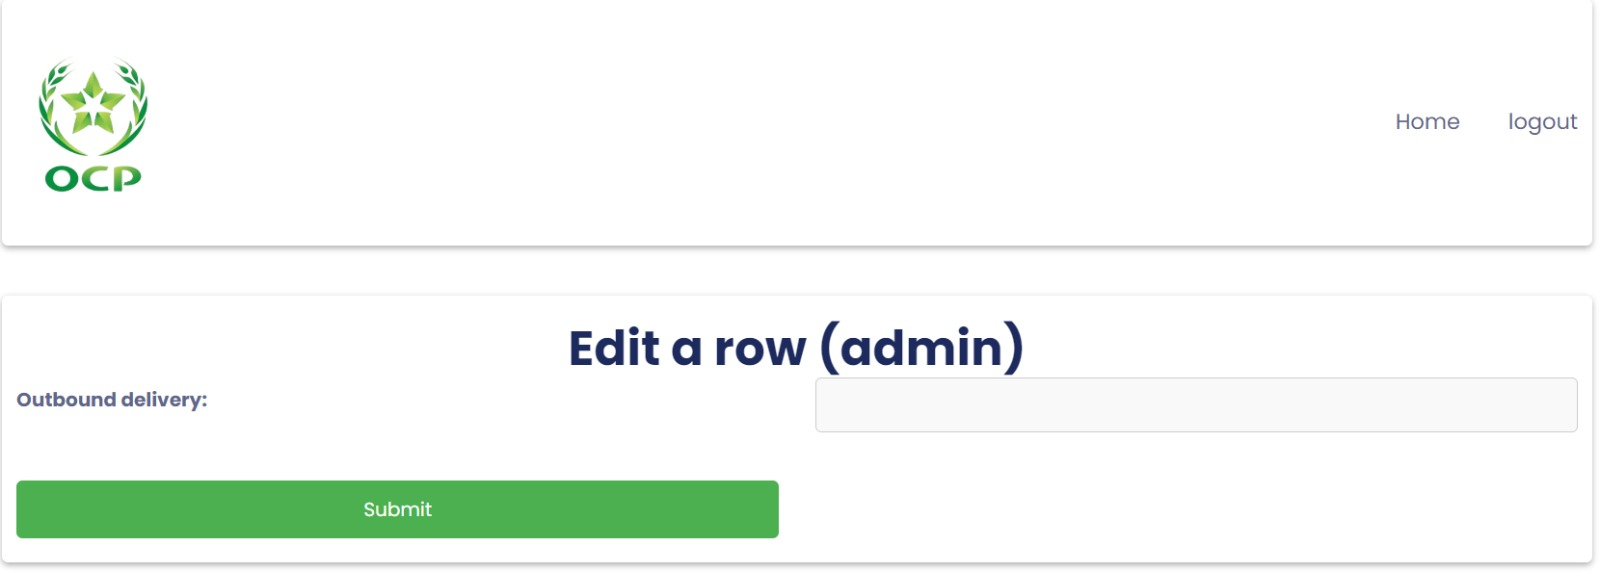 OCP
Home logout
Edit a row (admin)
Outbound delivery:
Submit